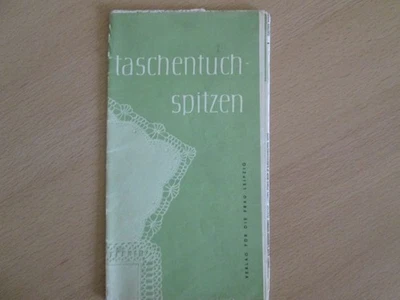 taschentuch-
spitzen
VERLAG FÜR DIE FRAU LEIPZIG